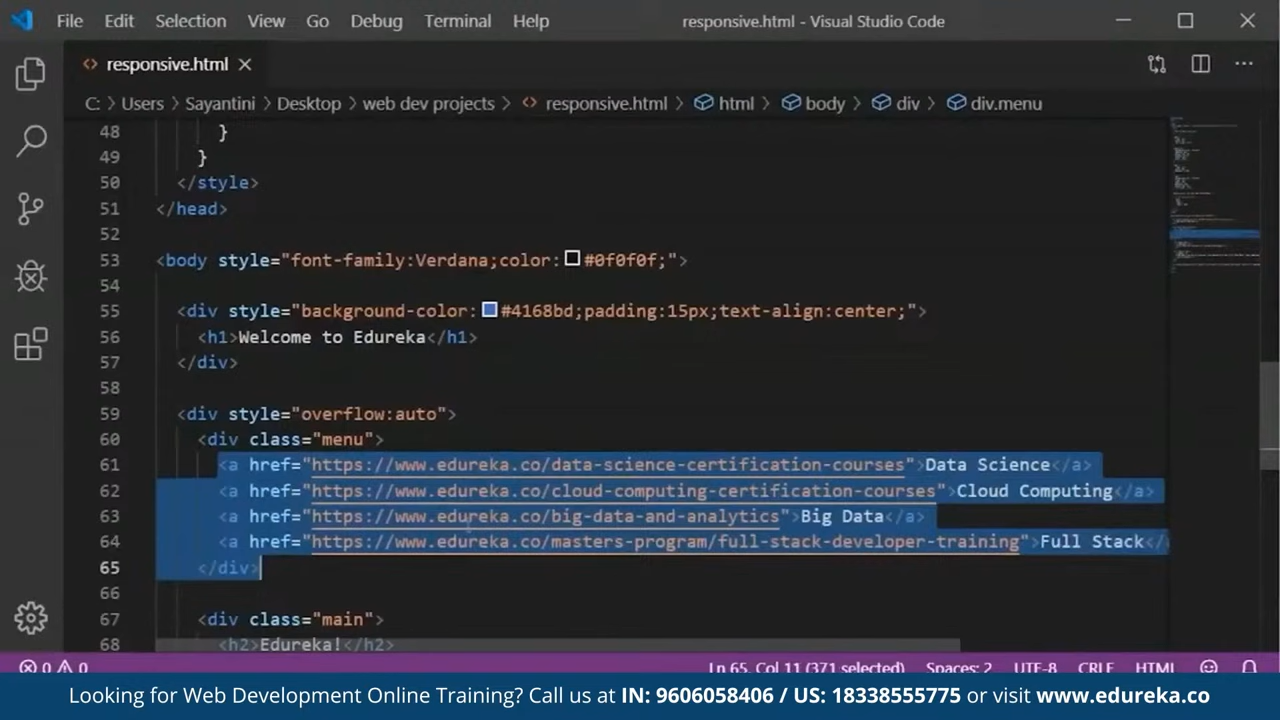 File Edit Selection View Go Debug Terminal Help responsive.html - Visual Studio Code
responsive.html
C: > Users > Sayantini > Desktop > web dev projects > responsive.html > html > body > div > div.menu
48 }
49 }
50 </style>
51 </head>
52
53 <body style="font-family:Verdana;color:#0f0f0f;">
54
55 <div style="background-color:#4168bd;padding:15px;text-align:center;">
56 <h1>Welcome to Edureka</h1>
57 </div>
58
59 <div style="overflow:auto">
60 <div class="menu">
61 <a href="https://www.edureka.co/data-science-certification-courses">Data Science</a>
62 <a href="https://www.edureka.co/cloud-computing-certification-courses">Cloud Computing</a>
63 <a href="https://www.edureka.co/big-data-and-analytics">Big Data</a>
64 <a href="https://www.edureka.co/masters-program/full-stack-developer-training">Full Stack</
65 </div>
66
67 <div class="main">
68 <h2>Edureka!</h2>
0 0 Ln 65, Col 11 (371 selected) Spaces: 2 UTF-8 CRLF HTML
Looking for Web Development Online Training? Call us at IN: 9606058406 / US: 18338555775 or visit www.edureka.co